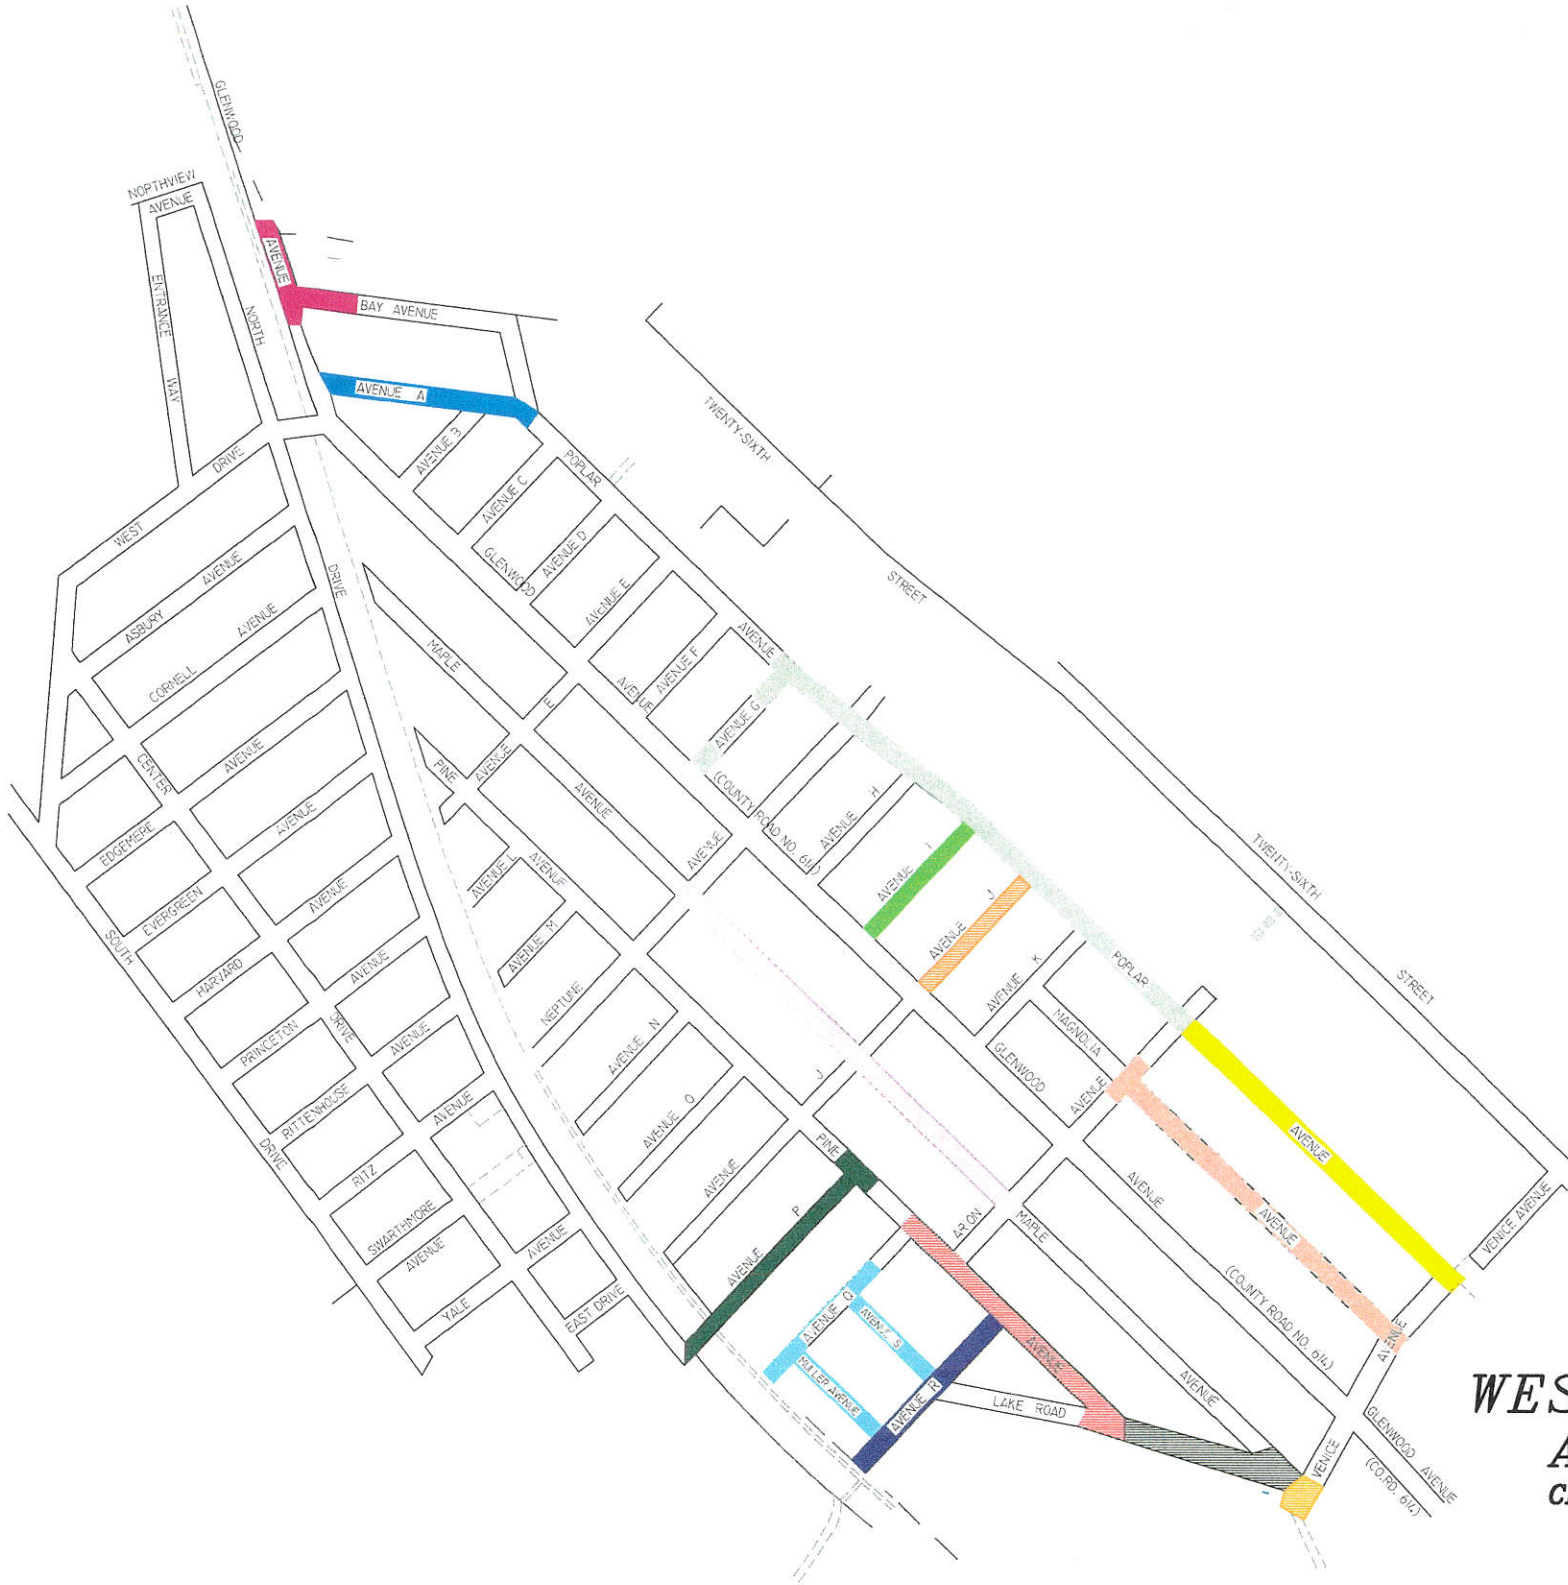 GLENWOOD
NORTHVIEW
AVENUE
AVENUE
ENTRANCE
NORTH
BAY AVENUE
WAY
AVENUE A
TWENTY-SIXTH
AVENUE B
POPLAR
DRIVE
AVENUE C
WEST
GLENWOOD
AVENUE D
AVENUE
DRIVE
STREET
AVENUE E
ASBURY
AVENUE
MAPLE
AVENUE
CORNELL
AVENUE F
AVENUE
E
AVENUE G
AVENUE
CENTER
PINE
AVENUE
(COUNTY ROAD NO. 614)
AVENUE
H
AVENUE
AVENUE
EDGEMERE
AVENUE
AVENUE
TWENTY-SIXTH
AVENUE L
AVENUE
AVENUE I
AVENUE
J
EVERGREEN
SOUTH
AVENUE M
AVENUE
HARVARD
AVENUE
AVENUE K
POPLAR
STREET
NEPTUNE
PRINCETON
DRIVE
AVENUE
AVENUE N
MAGNOLIA
GLENWOOD
J
RITTENHOUSE
AVENUE
AVENUE O
AVENUE
DRIVE
PINE
AVENUE
RITZ
AVENUE
AVENUE
SWARTHMORE
P
ARION
MAPLE
AVENUE
AVENUE
VENICE AVENUE
AVENUE
AVENUE
AVENUE
YALE
EAST DRIVE
AVENUE Q
AVENUE S
(COUNTY ROAD NO. 614)
AVENUE
AVENUE
MULLER AVENUE
AVENUE R
LAKE ROAD
AVENUE
WES
GLENWOOD AVENUE
VENICE
A
(CO.RD. 614)